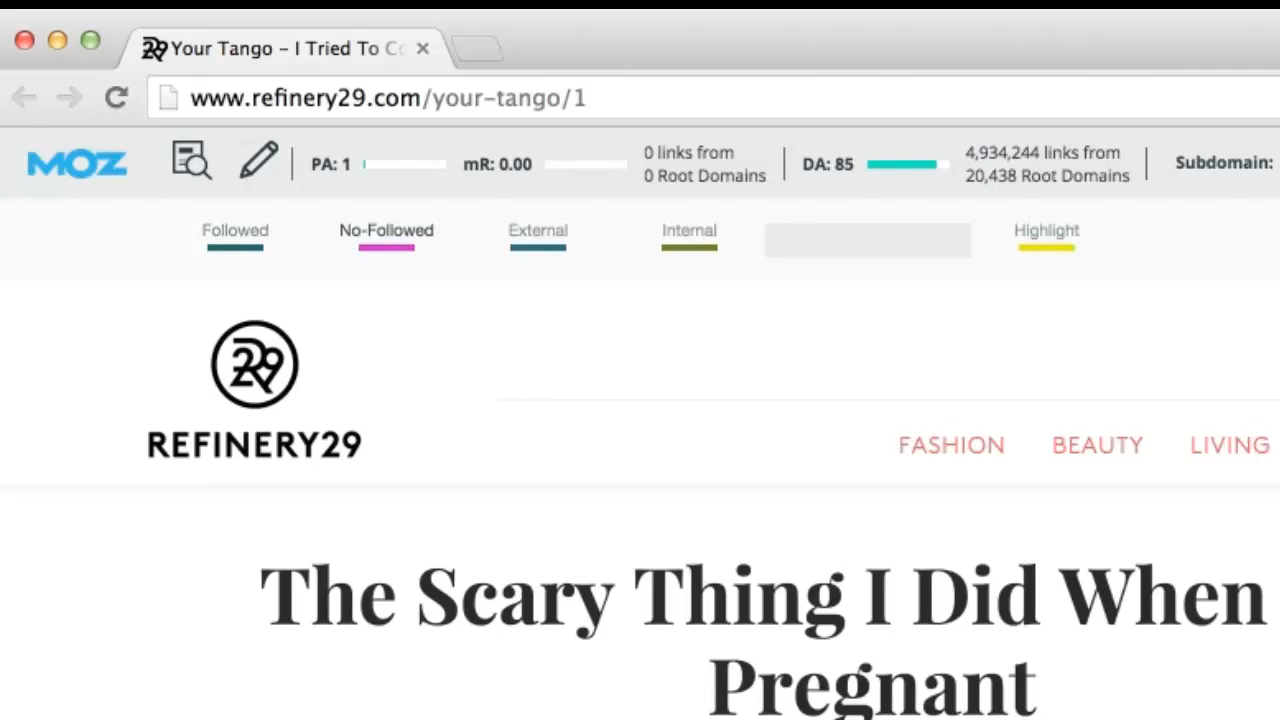 Your Tango – I Tried To C
www.refinery29.com/your-tango/1
MOZ
PA: 1
mR: 0.00
0 links from
0 Root Domains
DA: 85
4,934,244 links from
20,438 Root Domains
Subdomain:
Followed
No-Followed
External
Internal
Highlight
R29
REFINERY29
FASHION
BEAUTY
LIVING
The Scary Thing I Did When
Pregnant